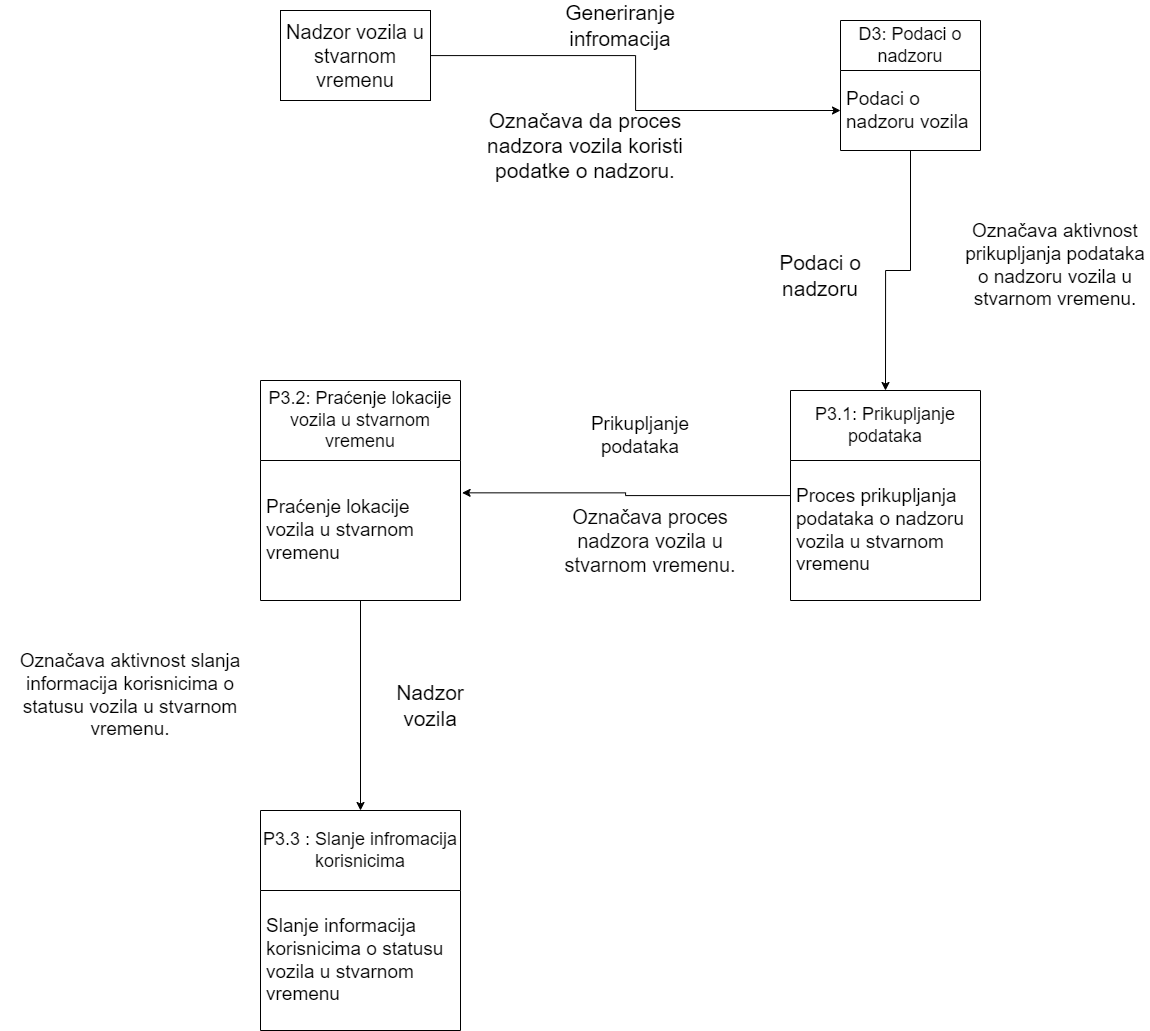 Nadzor vozila u
stvarnom
vremenu
Generiranje
infromacija
Označava da proces
nadzora vozila koristi
podatke o nadzoru.
D3: Podaci o
nadzoru
Podaci o
nadzoru vozila
Podaci o
nadzoru
Označava aktivnost
prikupljanja podataka
o nadzoru vozila u
stvarnom vremenu.
P3.1: Prikupljanje
podataka
Proces prikupljanja
podataka o nadzoru
vozila u stvarnom
vremenu
Prikupljanje
podataka
Označava proces
nadzora vozila u
stvarnom vremenu.
P3.2: Praćenje lokacije
vozila u stvarnom
vremenu
Praćenje lokacije
vozila u stvarnom
vremenu
Označava aktivnost slanja
informacija korisnicima o
statusu vozila u stvarnom
vremenu.
Nadzor
vozila
P3.3 : Slanje infromacija
korisnicima
Slanje informacija
korisnicima o statusu
vozila u stvarnom
vremenu